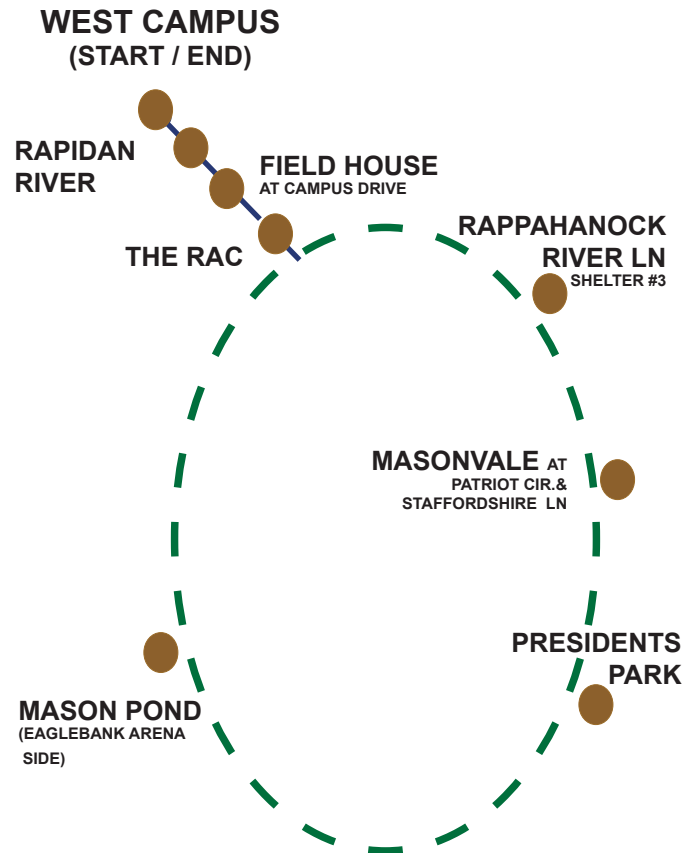 WEST CAMPUS
(START / END)
RAPIDAN
RIVER
FIELD HOUSE
AT CAMPUS DRIVE
THE RAC
RAPPAHANOCK
RIVER LN
SHELTER #3
MASONVALE AT
PATRIOT CIR.&
STAFFORDSHIRE LN
PRESIDENTS
PARK
MASON POND
(EAGLEBANK ARENA
SIDE)